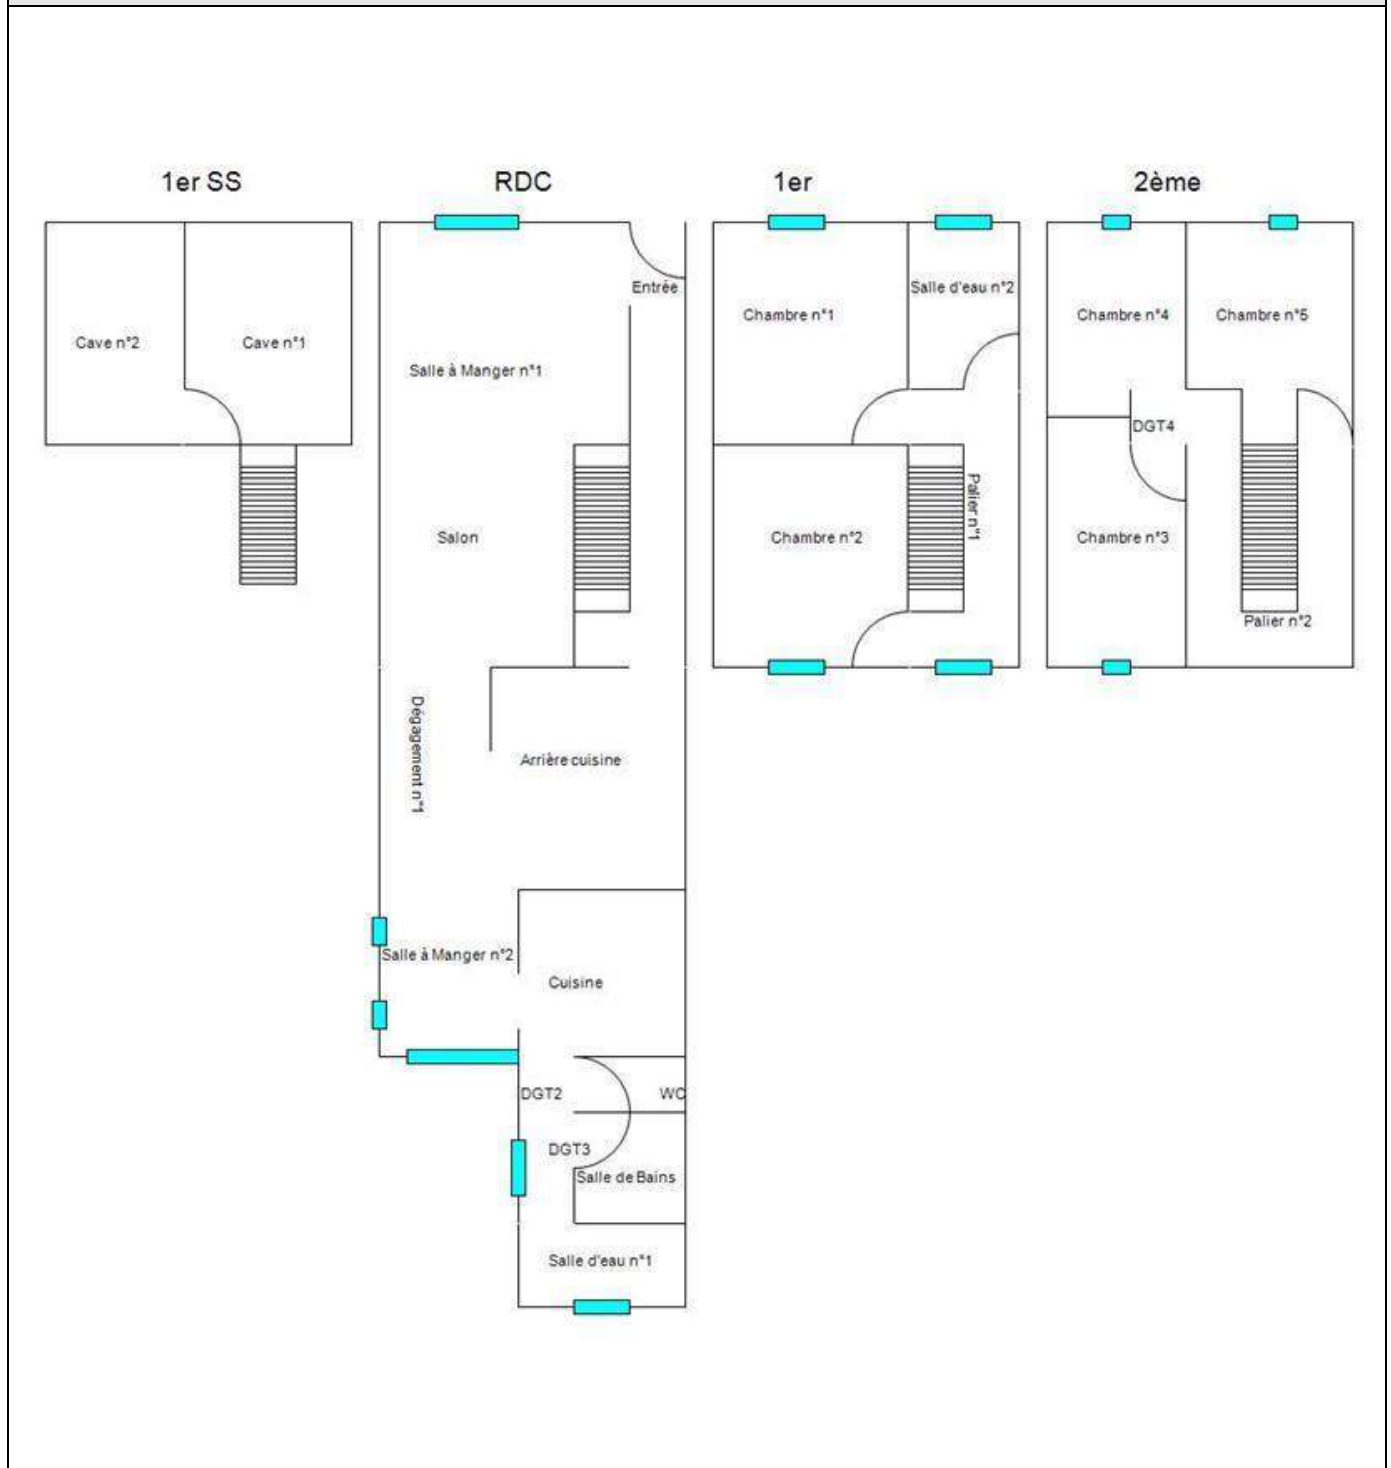 1er SS
RDC
1er
2ème
Entrée
Salle d'eau n°2
Chambre n°1
Chambre n°4
Chambre n°5
Cave n°2
Cave n°1
Salle à Manger n°1
DGT4
Palier n°1
Salon
Chambre n°2
Chambre n°3
Palier n°2
Dégagement n°1
Arrière cuisine
Salle à Manger n°2
Cuisine
DGT2
WC
DGT3
Salle de Bains
Salle d'eau n°1